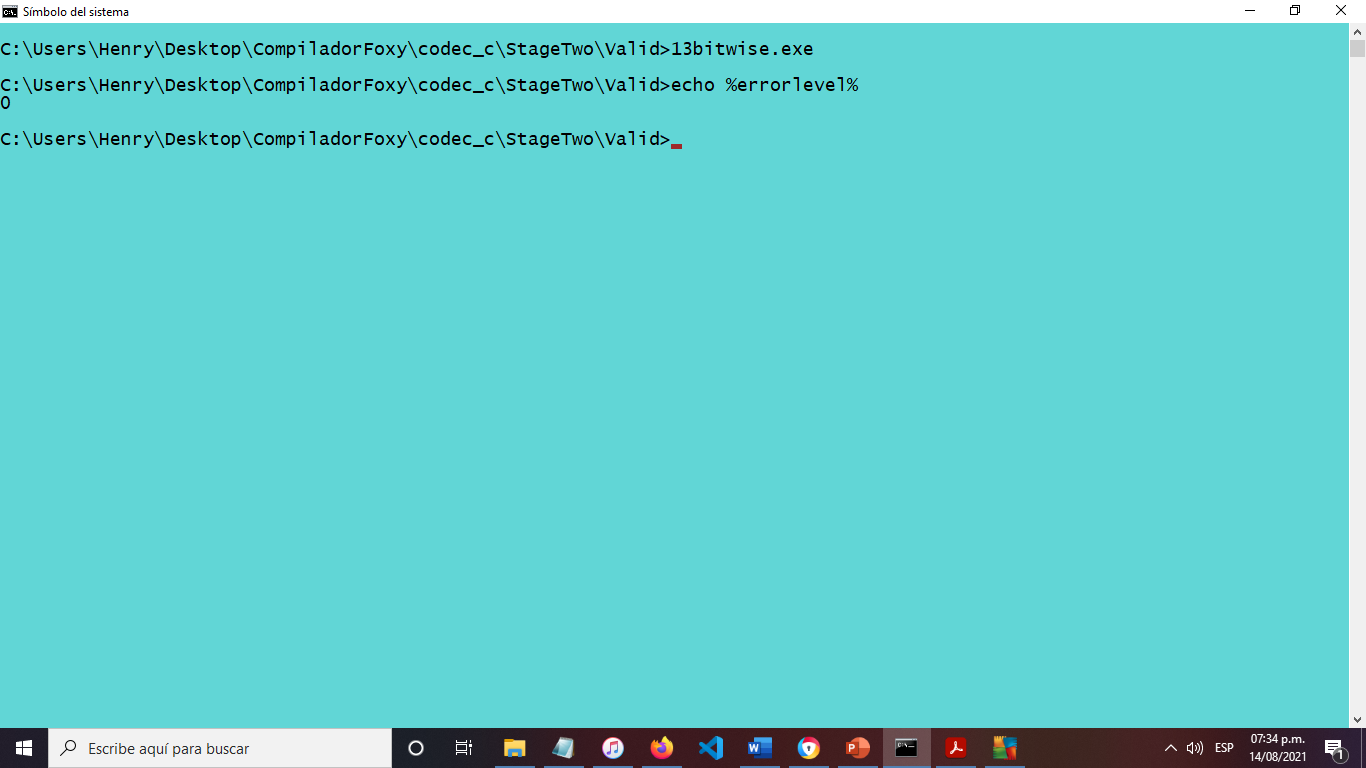 Símbolo del sistema
C:\Users\Henry\Desktop\CompiladorFoxy\codec_c\StageTwo\Valid>13bitwise.exe
C:\Users\Henry\Desktop\CompiladorFoxy\codec_c\StageTwo\Valid>echo %errorlevel%
0
C:\Users\Henry\Desktop\CompiladorFoxy\codec_c\StageTwo\Valid>
Escribe aquí para buscar
ESP
07:34 p.m.
14/08/2021
1